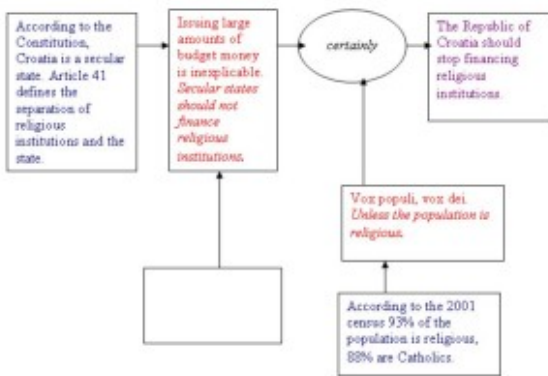 According to the
Constitution,
Croatia is a secular
state. Article 41
defines the
separation of
religious
institutions and the
state.
Issuing large
amounts of
budget money
is inexplicable.
Secular states
should not
finance
religious
institutions.
certainly
The Republic of
Croatia should
stop financing
religious
institutions.
Vox populi, vox dei.
Unless the population is
religious.
According to the 2001
census 93% of the
population is religious,
88% are Catholics.